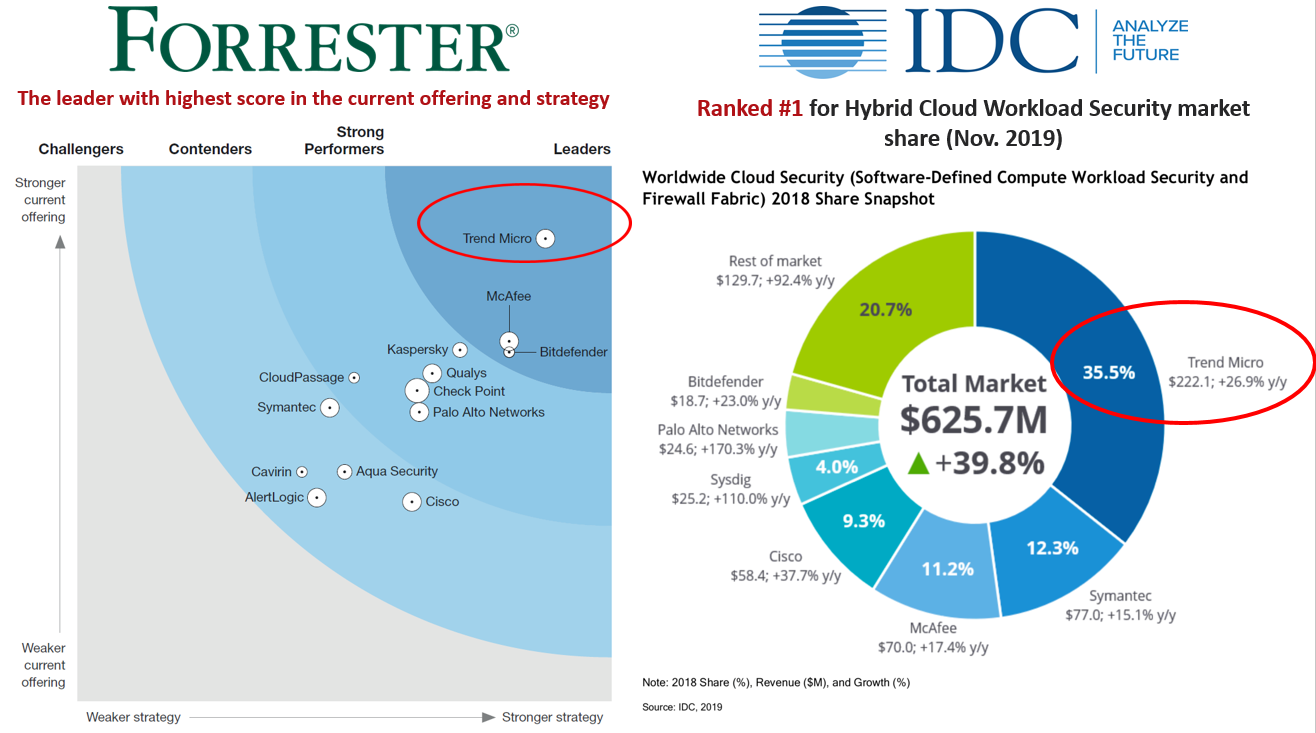 FORRESTER®
The leader with highest score in the current offering and strategy
Challengers
Contenders
Strong
Performers
Leaders
Stronger
current
offering
Trend Micro
McAfee
Kaspersky
Bitdefender
CloudPassage
Qualys
Check Point
Symantec
Palo Alto Networks
Cavirin
Aqua Security
AlertLogic
Cisco
Weaker
current
offering
Weaker strategy
Stronger strategy
IDC
ANALYZE
THE
FUTURE
Ranked #1 for Hybrid Cloud Workload Security market
share (Nov. 2019)
Worldwide Cloud Security (Software-Defined Compute Workload Security and
Firewall Fabric) 2018 Share Snapshot
Rest of market
$129.7; +92.4% y/y
20.7%
35.5%
Trend Micro
$222.1; +26.9% y/y
Bitdefender
$18.7; +23.0% y/y
Total Market
$625.7M
+39.8%
Palo Alto Networks
$24.6; +170.3% y/y
4.0%
Sysdig
$25.2; +110.0% y/y
9.3%
Cisco
$58.4; +37.7% y/y
11.2%
12.3%
Symantec
$77.0; +15.1% y/y
McAfee
$70.0; +17.4% y/y
Note: 2018 Share (%), Revenue ($M), and Growth (%)
Source: IDC, 2019